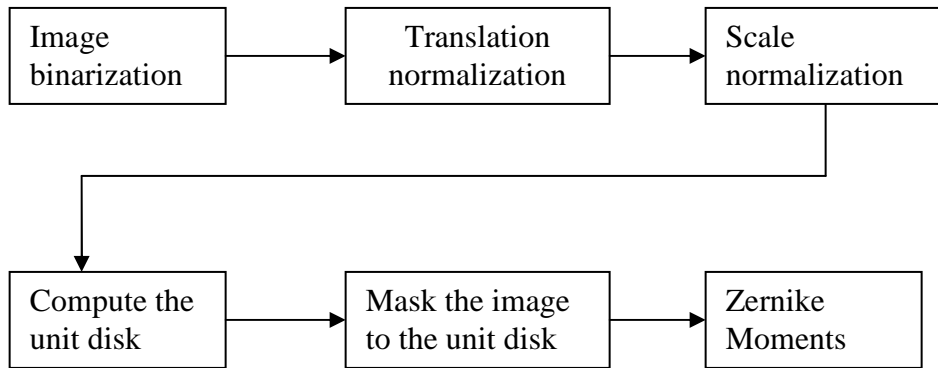 Image
binarization
Translation
normalization
Scale
normalization
Compute the
unit disk
Mask the image
to the unit disk
Zernike
Moments